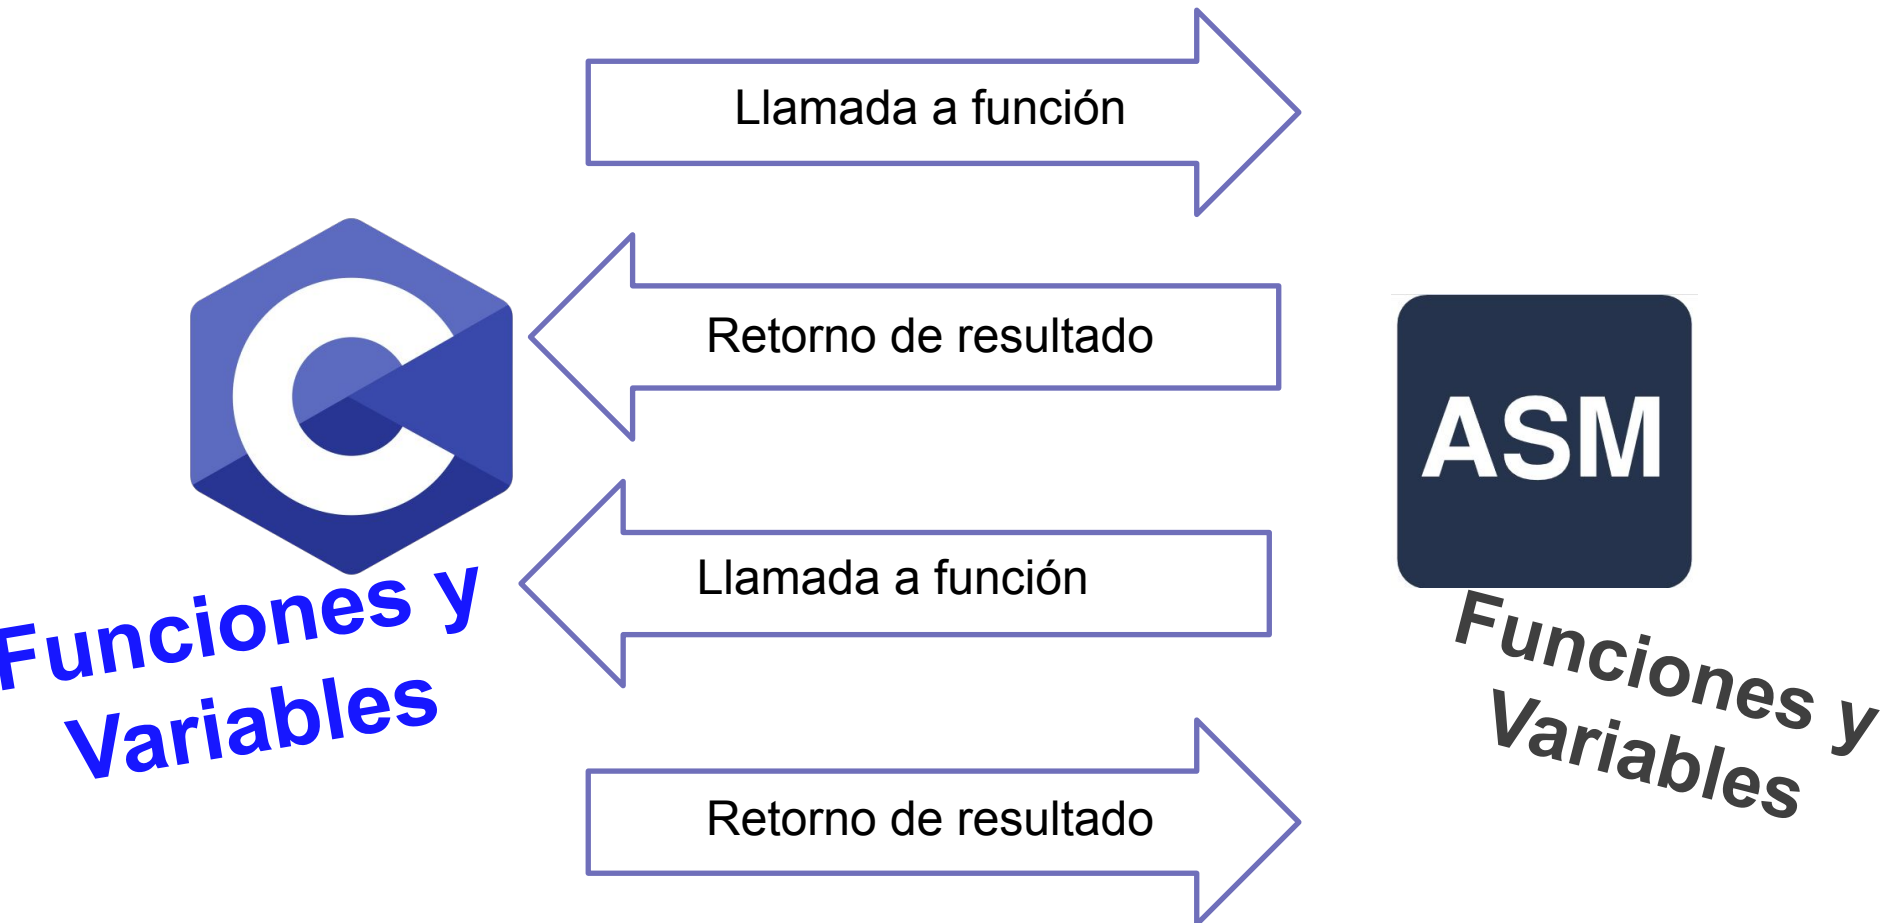 Llamada a función
Retorno de resultado
ASM
Llamada a función
Funciones y
Variables
Funciones y
Variables
Retorno de resultado